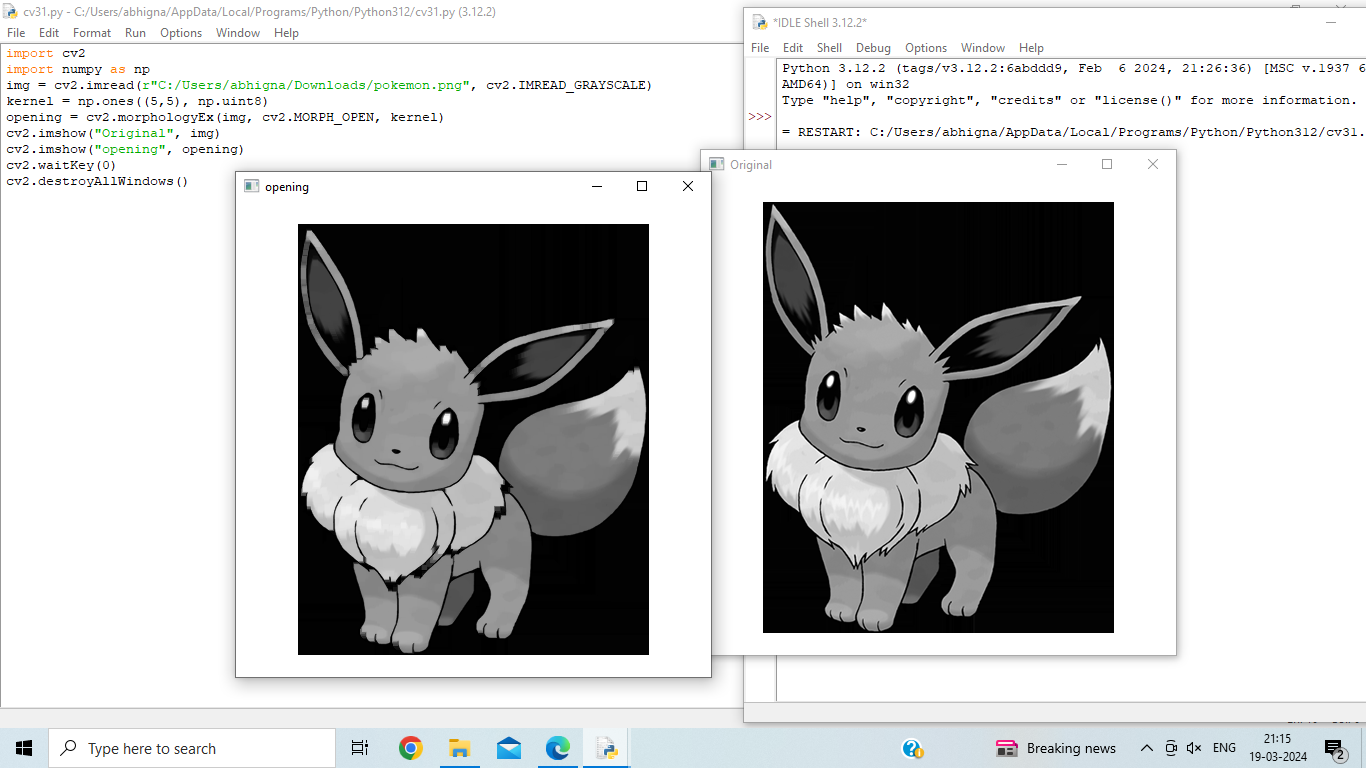 cv31.py - C:/Users/abhigna/AppData/Local/Programs/Python/Python312/cv31.py (3.12.2)
File Edit Format Run Options Window Help
import cv2
import numpy as np
img = cv2.imread(r"C:/Users/abhigna/Downloads/pokemon.png", cv2.IMREAD_GRAYSCALE)
kernel = np.ones((5,5), np.uint8)
opening = cv2.morphologyEx(img, cv2.MORPH_OPEN, kernel)
cv2.imshow("Original", img)
cv2.imshow("opening", opening)
cv2.waitKey(0)
cv2.destroyAllWindows()
*IDLE Shell 3.12.2*
File Edit Shell Debug Options Window Help
Python 3.12.2 (tags/v3.12.2:6abddd9, Feb  6 2024, 21:26:36) [MSC v.1937 6
AMD64)] on win32
Type "help", "copyright", "credits" or "license()" for more information.
>>>
= RESTART: C:/Users/abhigna/AppData/Local/Programs/Python/Python312/cv31.
opening
Original
Type here to search
Breaking news
ENG
21:15
19-03-2024
2